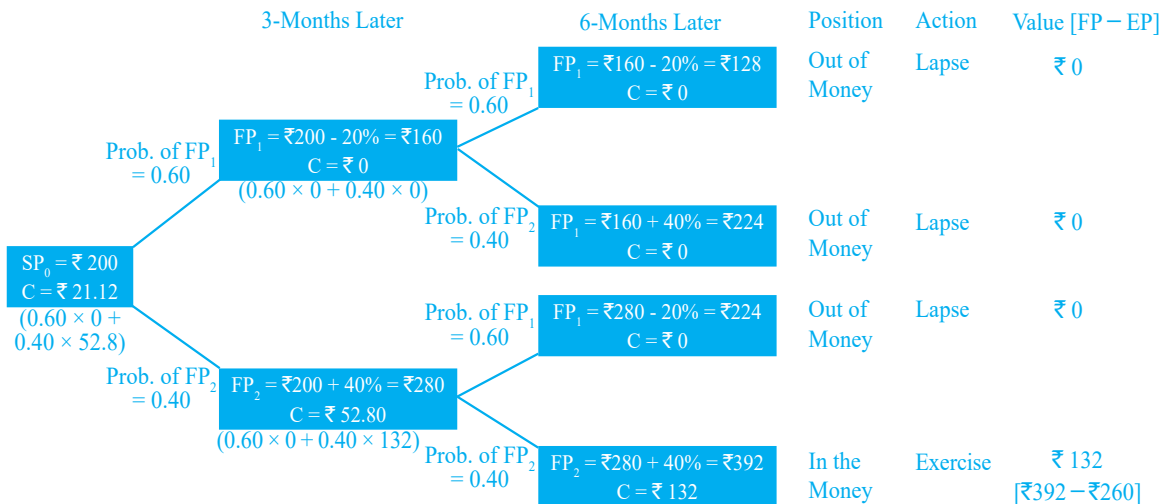 3-Months Later 6-Months Later Position Action Value [FP – EP]
Prob. of FP₁
= 0.60
FP₁ = ₹160 - 20% = ₹128
C = ₹ 0
Out of
Money
Lapse
₹ 0
Prob. of FP₁
= 0.60
FP₁ = ₹200 - 20% = ₹160
C = ₹ 0
(0.60 × 0 + 0.40 × 0)
Prob. of FP₂
= 0.40
FP₁ = ₹160 + 40% = ₹224
C = ₹ 0
Out of
Money
Lapse
₹ 0
SP₀ = ₹ 200
C = ₹ 21.12
(0.60 × 0 +
0.40 × 52.8)
Prob. of FP₁
= 0.60
FP₁ = ₹280 - 20% = ₹224
C = ₹ 0
Out of
Money
Lapse
₹ 0
Prob. of FP₂
= 0.40
FP₂ = ₹200 + 40% = ₹280
C = ₹ 52.80
(0.60 × 0 + 0.40 × 132)
Prob. of FP₂
= 0.40
FP₂ = ₹280 + 40% = ₹392
C = ₹ 132
In the
Money
Exercise
₹ 132
[₹392 – ₹260]